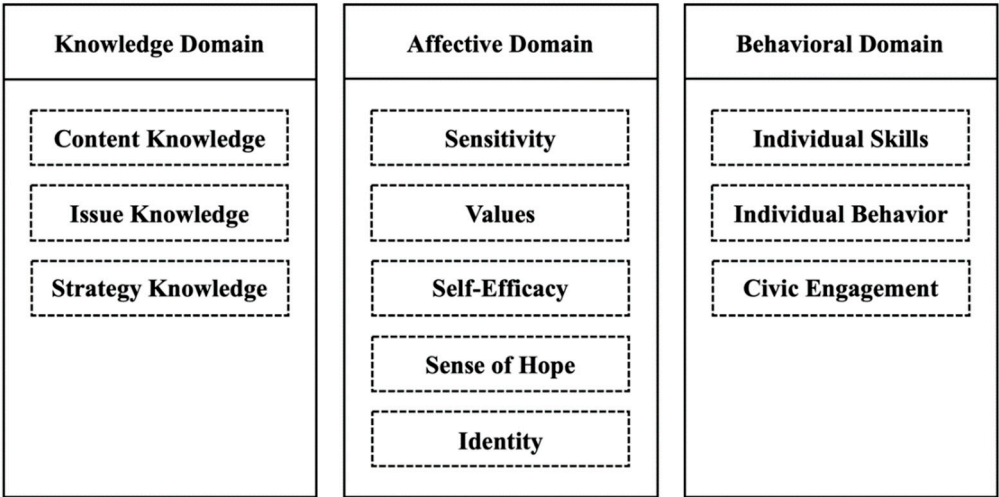 Knowledge Domain
Content Knowledge
Issue Knowledge
Strategy Knowledge
Affective Domain
Sensitivity
Values
Self-Efficacy
Sense of Hope
Identity
Behavioral Domain
Individual Skills
Individual Behavior
Civic Engagement